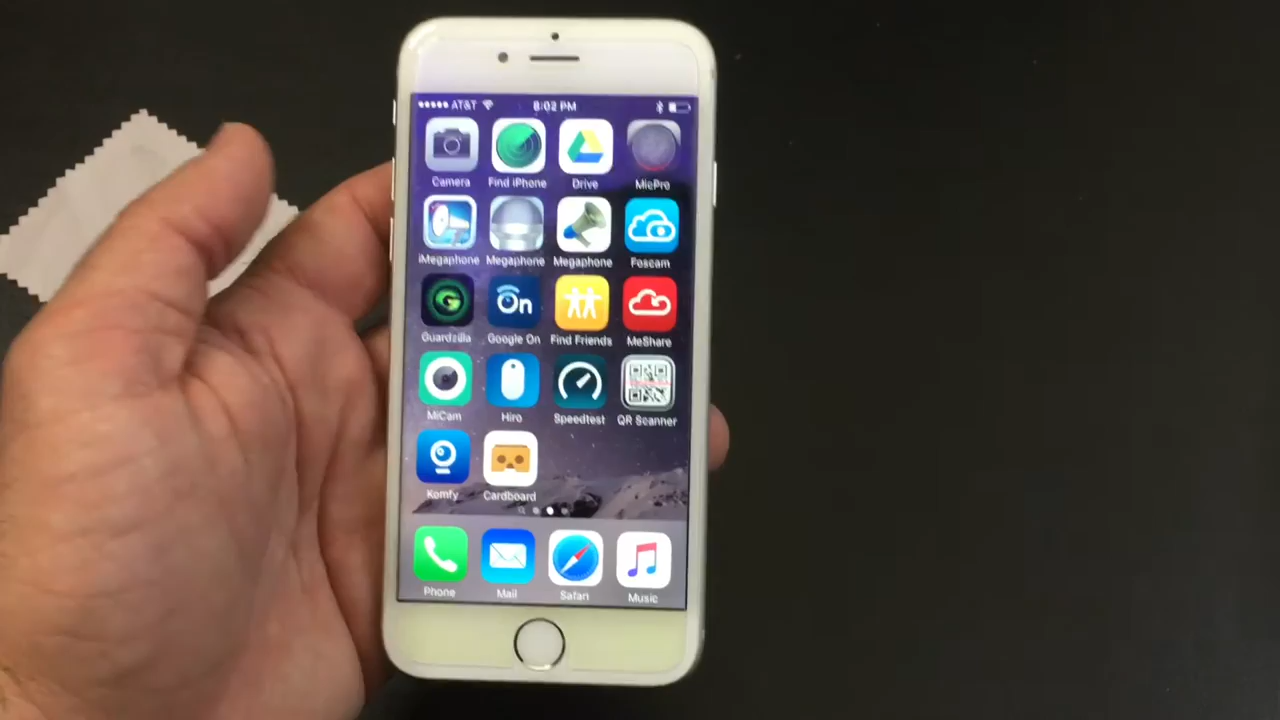 AT&T 8:02 PM
Camera Find iPhone Drive MicPro
iMegaphone Megaphone Megaphone Foscam
G On
Guardzilla Google On Find Friends MeShare
MiCam Hiro Speedtest QR Scanner
Komfy Cardboard
Phone Mail Safari Music